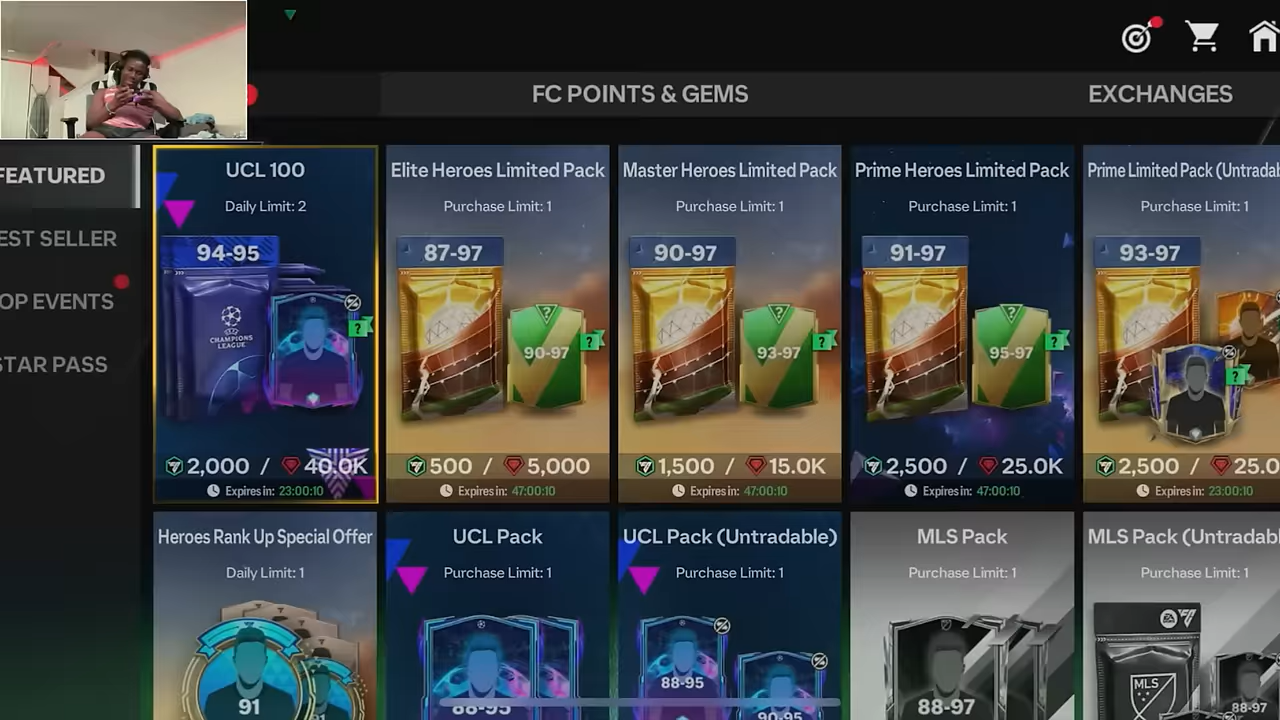 FC POINTS & GEMS
EXCHANGES
FEATURED
EST SELLER
OP EVENTS
STAR PASS
UCL 100
Daily Limit: 2
94-95
CHAMPIONS
LEAGUE
2,000 / 40.0K
Expires in: 23:00:10
Elite Heroes Limited Pack
Purchase Limit: 1
87-97
?
?
90-97
500 / 5,000
Expires in: 47:00:10
Master Heroes Limited Pack
Purchase Limit: 1
90-97
?
?
93-97
1,500 / 15.0K
Expires in: 47:00:10
Prime Heroes Limited Pack
Purchase Limit: 1
91-97
?
?
95-97
2,500 / 25.0K
Expires in: 47:00:10
Prime Limited Pack (Untradab
Purchase Limit: 1
93-97
?
2,500 / 25.0
Expires in: 23:00:10
Heroes Rank Up Special Offer
Daily Limit: 1
91
UCL Pack
Purchase Limit: 1
88-95
UCL Pack (Untradable)
Purchase Limit: 1
88-95
90-95
MLS Pack
Purchase Limit: 1
88-97
MLS Pack (Untradabl
Purchase Limit: 1
MLS
88-97